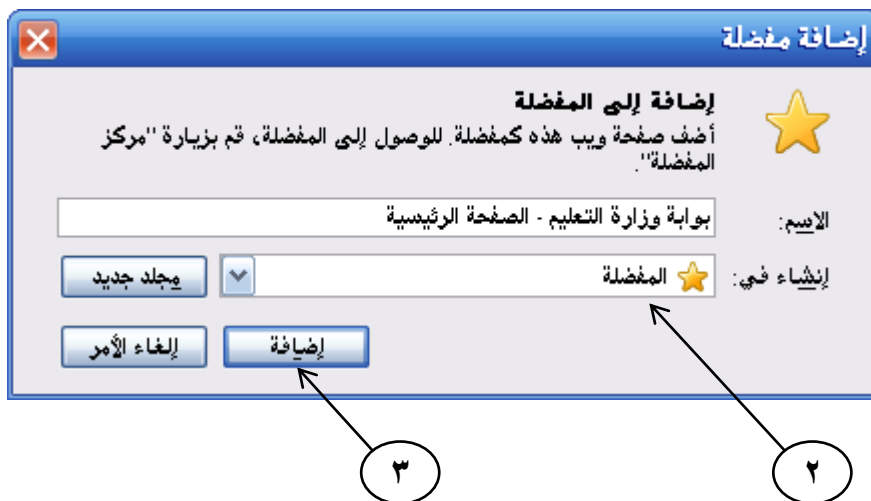 إضافة مفضلة
إضافة إلى المفضلة
أضف صفحة ويب هذه كمفضلة. للوصول إلى المفضلة، قم بزيارة "مركز
المفضلة".
الاسم:
بوابة وزارة التعليم - الصفحة الرئيسية
إنشاء في:
المفضلة
مجلد جديد
إضافة
إلغاء الأمر
٢
٣